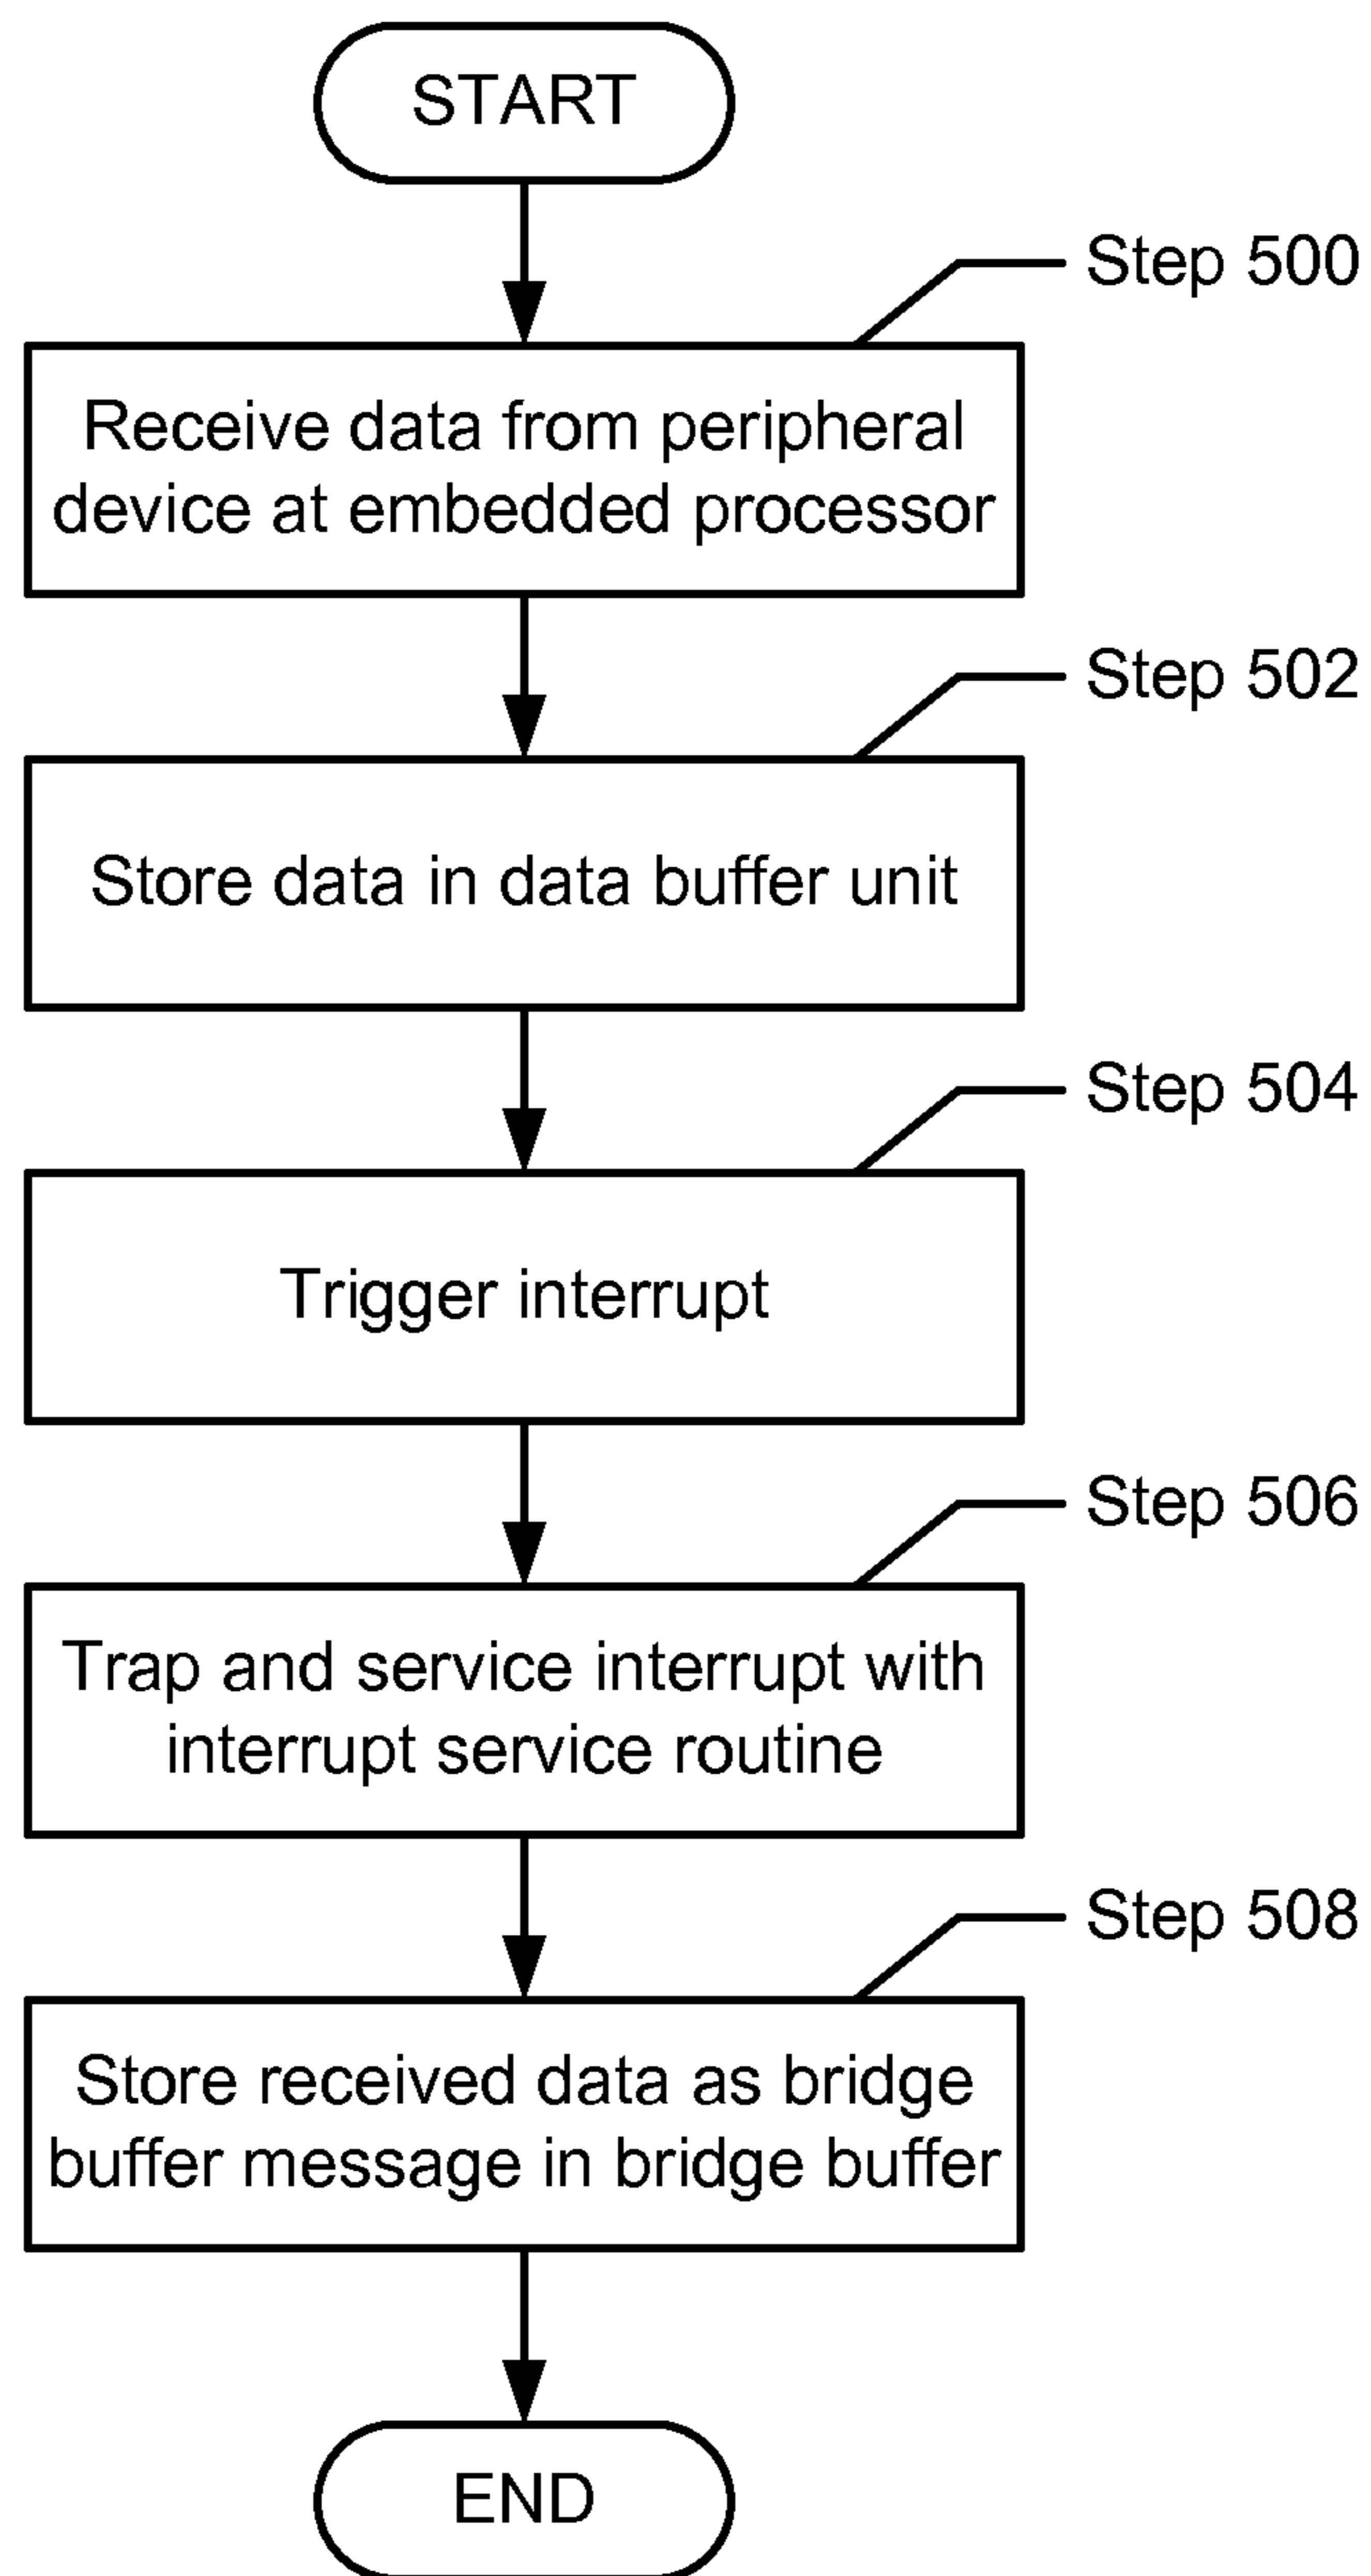 START
Step 500
Receive data from peripheral
device at embedded processor
Step 502
Store data in data buffer unit
Step 504
Trigger interrupt
Step 506
Trap and service interrupt with
interrupt service routine
Step 508
Store received data as bridge
buffer message in bridge buffer
END